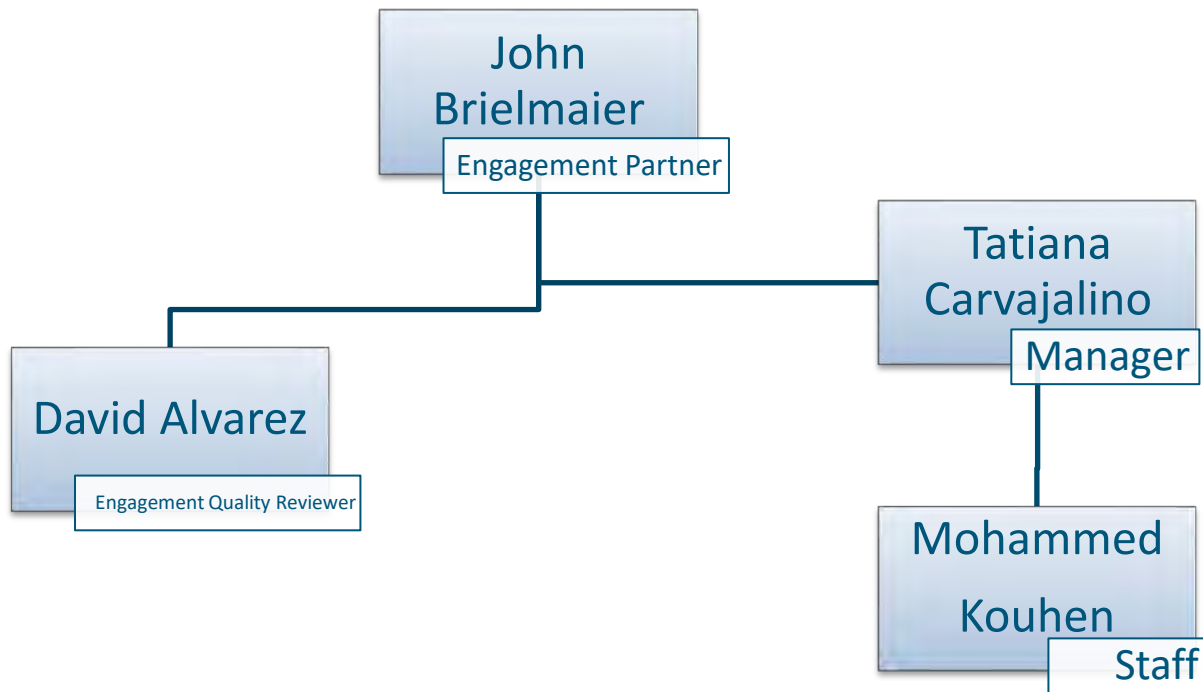 John
Brielmaier
Engagement Partner
Tatiana
Carvajalino
Manager
David Alvarez
Engagement Quality Reviewer
Mohammed
Kouhen
Staff